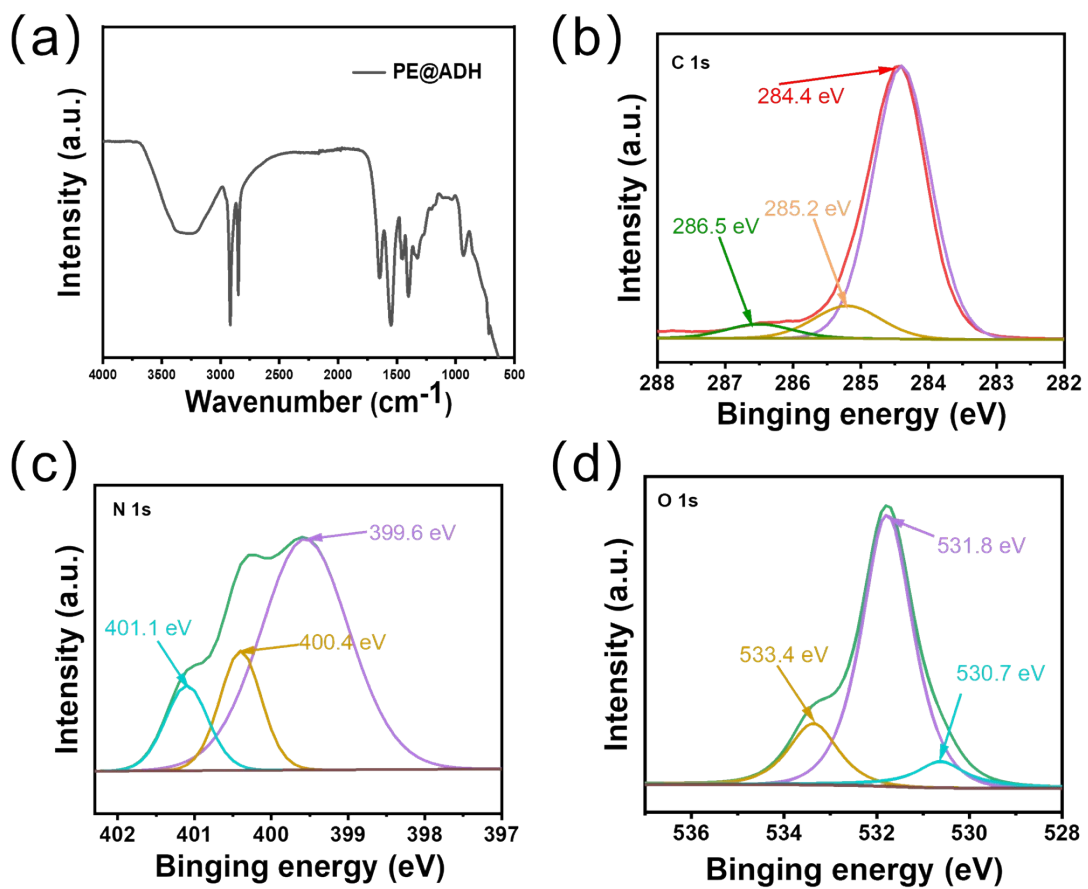 (a)
PE@ADH
Intensity (a.u.)
4000 3500 3000 2500 2000 1500 1000 500
Wavenumber (cm-1)
(b)
C 1s
284.4 eV
285.2 eV
286.5 eV
Intensity (a.u.)
288 287 286 285 284 283 282
Binging energy (eV)
(c)
N 1s
399.6 eV
401.1 eV
400.4 eV
Intensity (a.u.)
402 401 400 399 398 397
Binging energy (eV)
(d)
O 1s
531.8 eV
533.4 eV
530.7 eV
Intensity (a.u.)
536 534 532 530 528
Binging energy (eV)